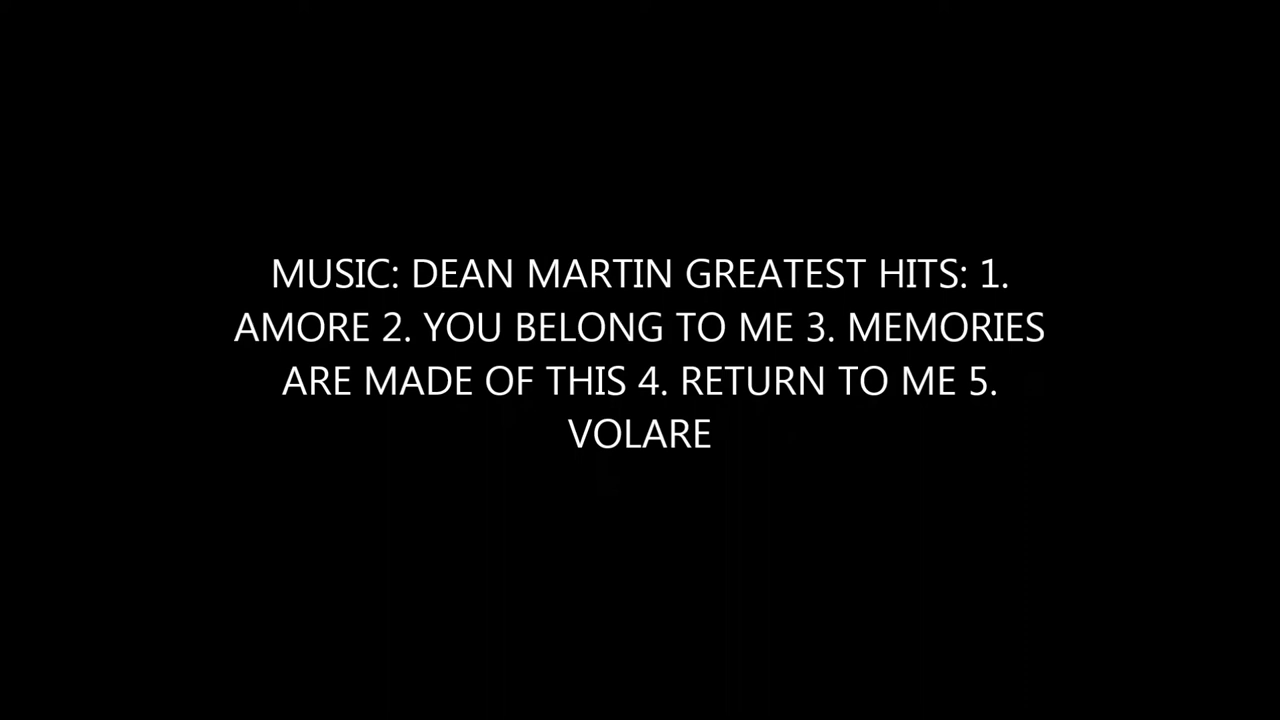 MUSIC: DEAN MARTIN GREATEST HITS: 1.
AMORE 2. YOU BELONG TO ME 3. MEMORIES
ARE MADE OF THIS 4. RETURN TO ME 5.
VOLARE